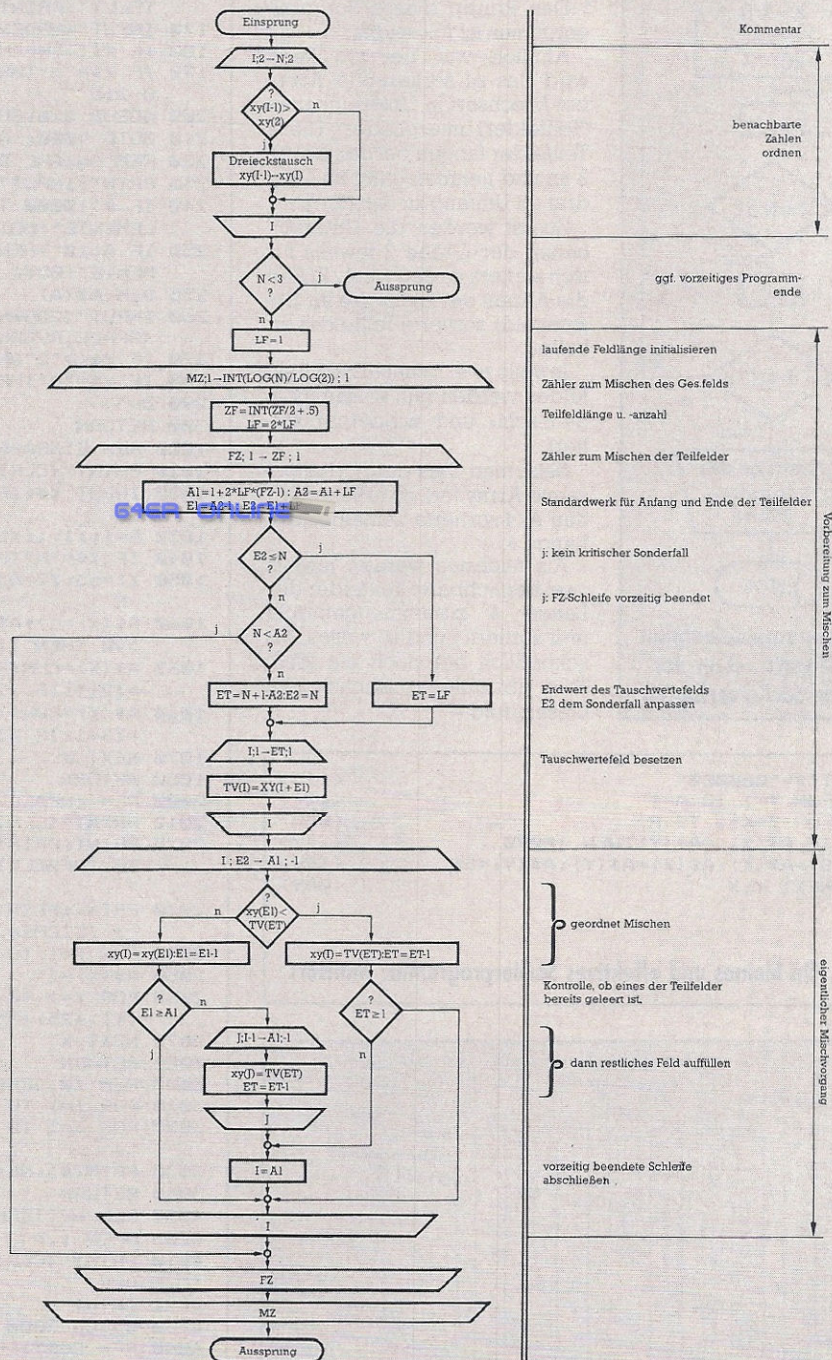 Einsprung
Kommentar
I;2→N;2
?
xy(I-1)>
xy(2)
n
j
benachbarte
Zahlen
ordnen
Dreieckstausch
xy(I-1)--xy(I)
I
N<3
?
j
n
Aussprung
ggf. vorzeitiges Programm-
ende
LF=1
laufende Feldlänge initialisieren
MZ;1→INT(LOG(N)/LOG(2)) ; 1
Zähler zum Mischen des Ges.felds
ZF=INT(ZF/2+.5)
LF=2*LF
Teilfeldlänge u. -anzahl
FZ; 1 → ZF ; 1
Zähler zum Mischen der Teilfelder
A1=1+2*LF*(FZ-1) : A2=A1+LF
E1=A2-1 : E2=E1+LF
64ER ONLINE
Standardwerk für Anfang und Ende der Teilfelder
E2≤N
?
j
n
j: kein kritischer Sonderfall
N<A2
?
j
n
j: FZ-Schleife vorzeitig beendet
ET=N+1-A2:E2=N
ET=LF
Endwert des Tauschwertefelds
E2 dem Sonderfall anpassen
I;1→ET;1
Tauschwertefeld besetzen
TV(I)=XY(I+E1)
I
Vorbereitung zum Mischen
I ; E2 → A1 ; -1
?
xy(E1)<
TV(ET)
n
j
geordnet Mischen
xy(I)=xy(E1):E1=E1-1
xy(I)=TV(ET):ET=ET-1
?
E1≥A1
n
j
?
ET≥1
n
Kontrolle, ob eines der Teilfelder
bereits geleert ist.
J;I-1→A1;-1
xy(J)=TV(ET)
ET=ET-1
dann restliches Feld auffüllen
J
I=A1
vorzeitig beendete Schleife
abschließen
eigentlicher Mischvorgang
I
FZ
MZ
Aussprung